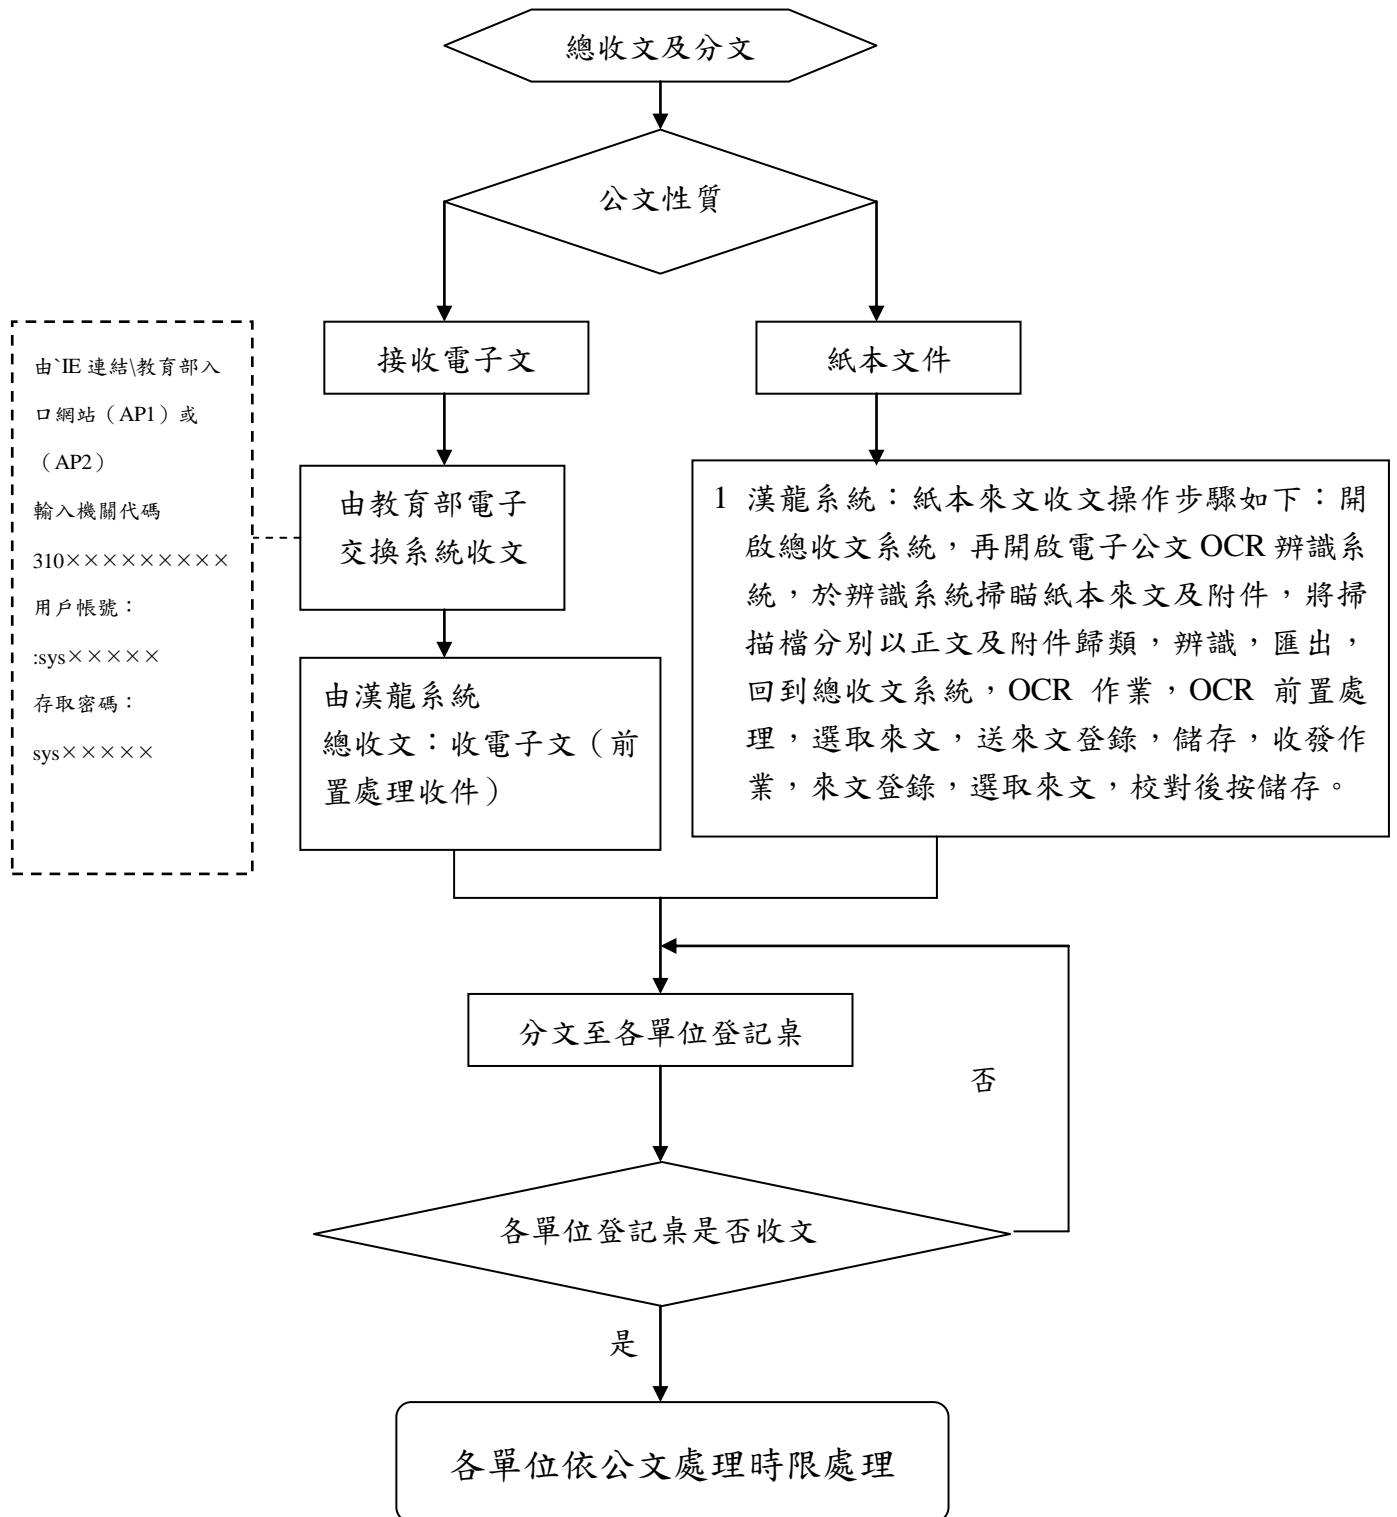 總收文及分文
公文性質
接收電子文
紙本文件
由`IE 連結\教育部入
口網站（AP1）或
（AP2）
輸入機關代碼
310×××××××××
用戶帳號：
:sys×××××
存取密碼：
sys×××××
由教育部電子
交換系統收文
1 漢龍系統：紙本來文收文操作步驟如下：開
啟總收文系統，再開啟電子公文 OCR 辨識系
統，於辨識系統掃瞄紙本來文及附件，將掃
描檔分別以正文及附件歸類，辨識，匯出，
回到總收文系統，OCR 作業，OCR 前置處
理，選取來文，送來文登錄，儲存，收發作
業，來文登錄，選取來文，校對後按儲存。
由漢龍系統
總收文：收電子文（前
置處理收件）
分文至各單位登記桌
否
各單位登記桌是否收文
是
各單位依公文處理時限處理